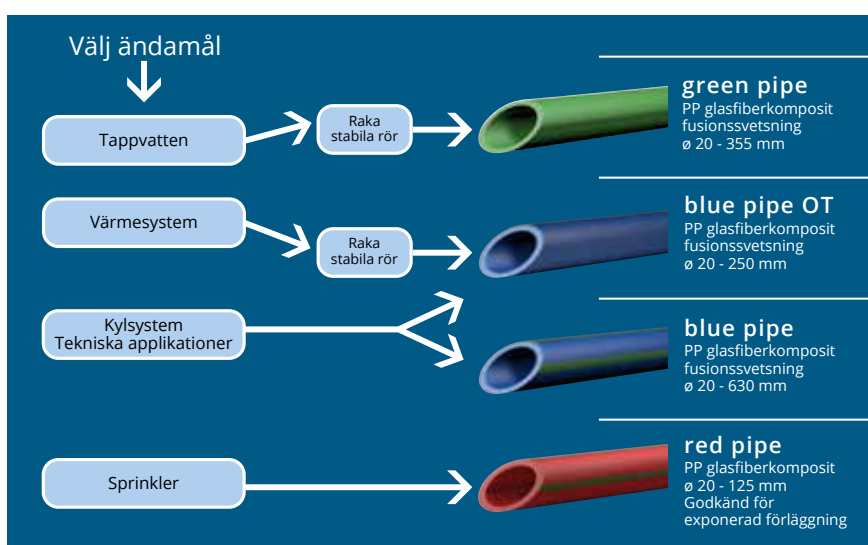 Välj ändamål
Tappvatten
Raka
stabila rör
green pipe
PP glasfiberkomposit
fusionssvetsning
ø 20 - 355 mm
Värmesystem
Raka
stabila rör
blue pipe OT
PP glasfiberkomposit
fusionssvetsning
ø 20 - 250 mm
Kylsystem
Tekniska applikationer
blue pipe
PP glasfiberkomposit
fusionssvetsning
ø 20 - 630 mm
Sprinkler
red pipe
PP glasfiberkomposit
ø 20 - 125 mm
Godkänd för
exponerad förläggning